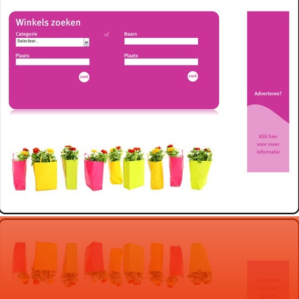 Winkels zoeken
Categorie of Naam
Selecteer..
Plaats Plaats
zoek zoek
Adverteren?
Klik hier
voor meer
informatie